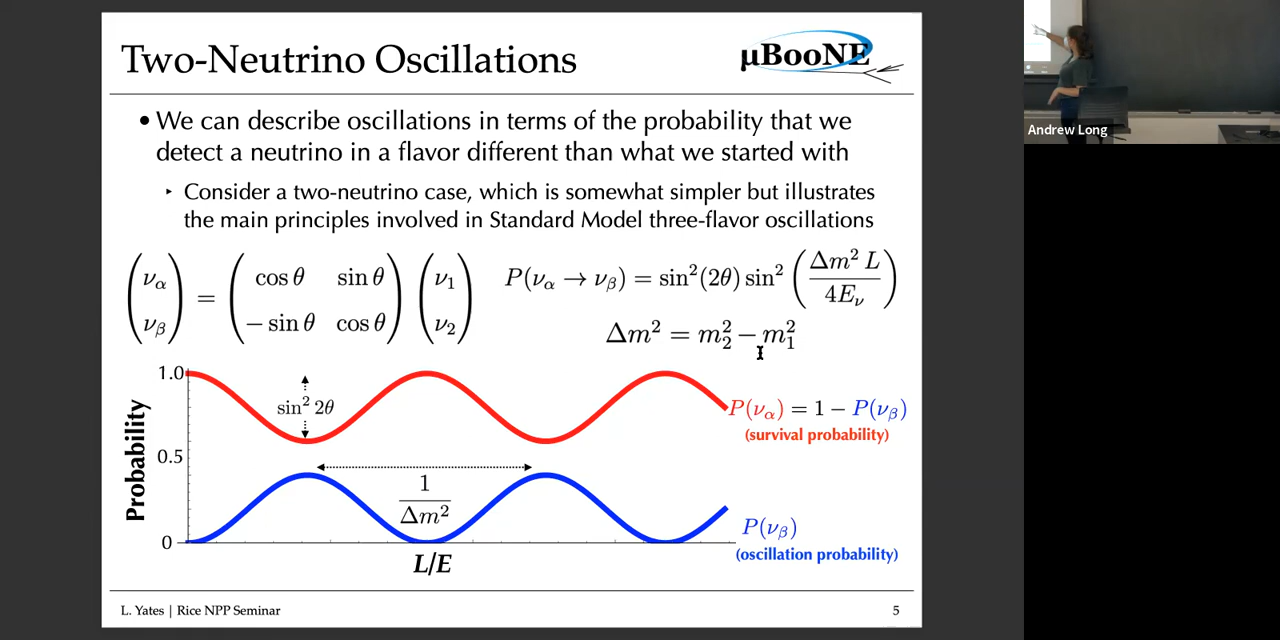 Two-Neutrino Oscillations
μBooNE
• We can describe oscillations in terms of the probability that we
detect a neutrino in a flavor different than what we started with
‣ Consider a two-neutrino case, which is somewhat simpler but illustrates
the main principles involved in Standard Model three-flavor oscillations
(ν_α ν_β) = (cos θ sin θ − sin θ cos θ) (ν_1 ν_2)
P(ν_α → ν_β) = sin²(2θ) sin² (Δm² L / 4E_ν)
Δm² = m_2² − m_1²
Probability
1.0
0.5
0
sin² 2θ
1 / Δm²
L/E
P(ν_α) = 1 − P(ν_β)
(survival probability)
P(ν_β)
(oscillation probability)
L. Yates | Rice NPP Seminar
5
Andrew Long